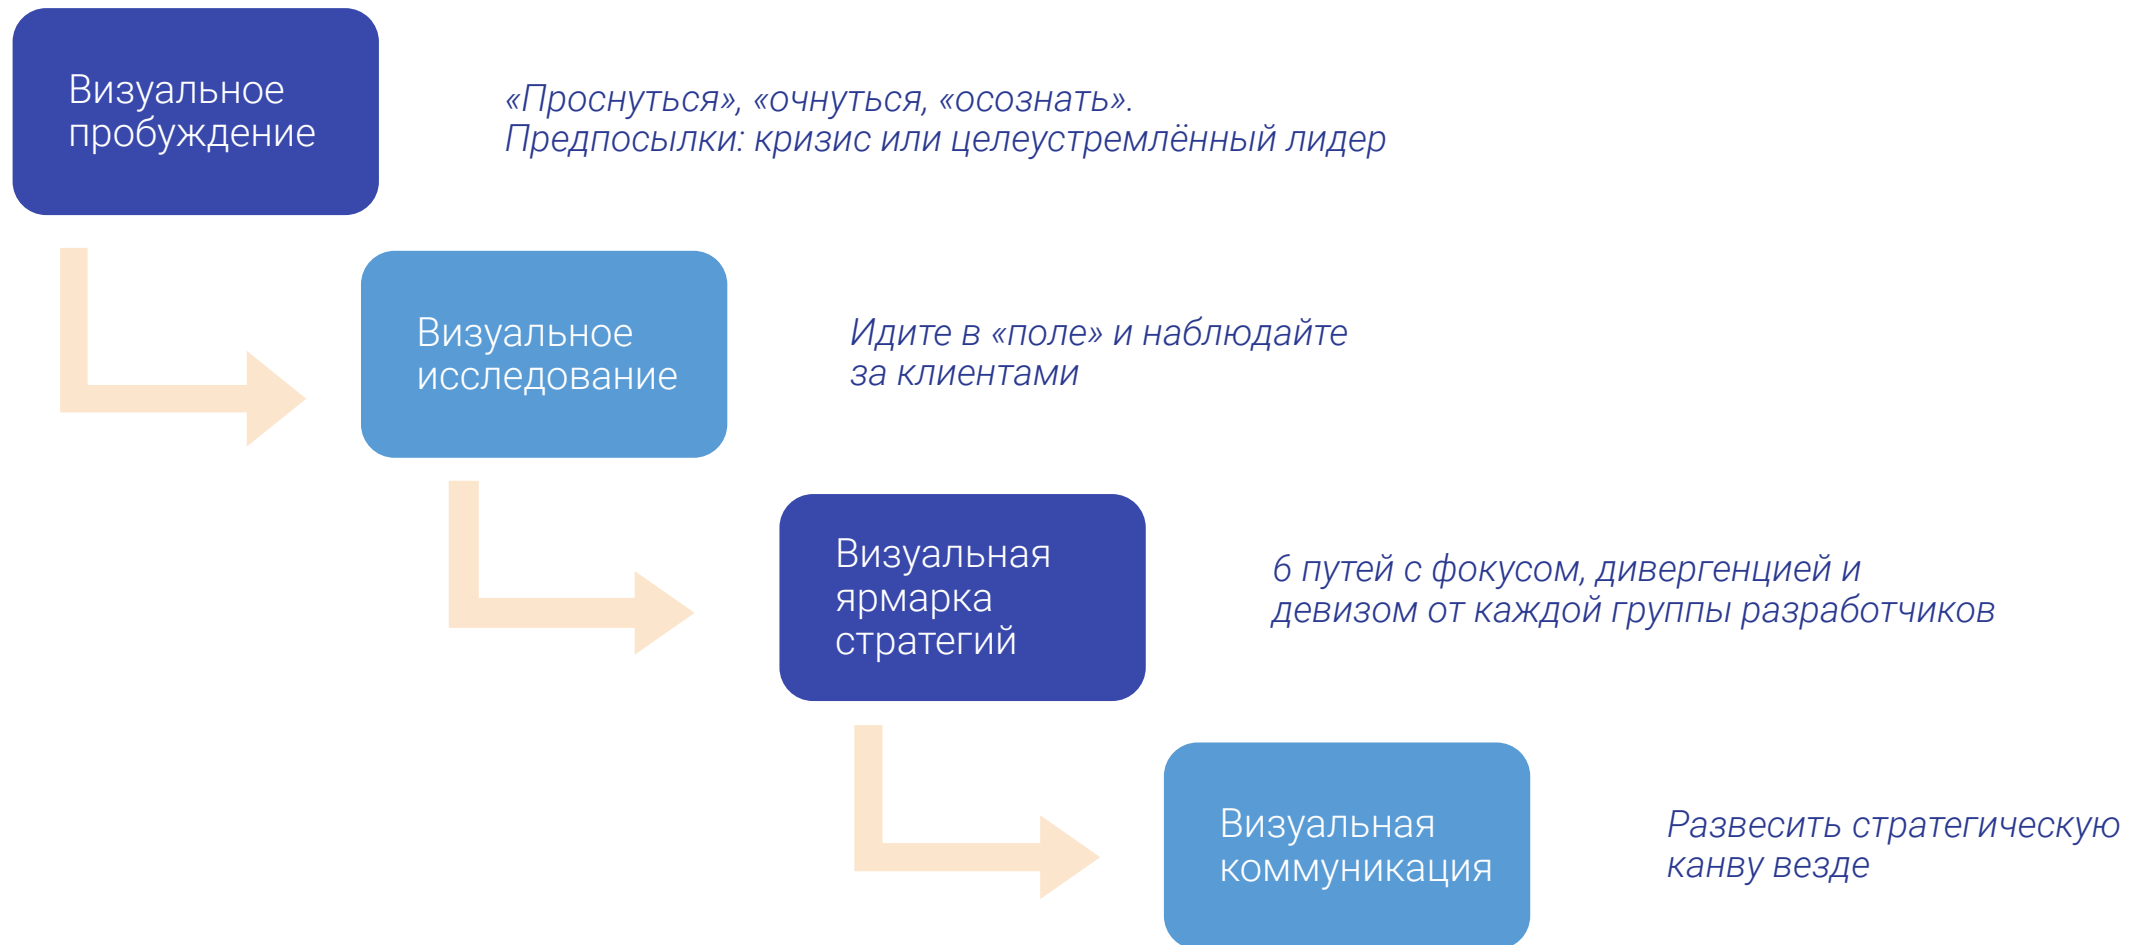 Визуальное
пробуждение
«Проснуться», «очнуться, «осознать».
Предпосылки: кризис или целеустремлённый лидер
Визуальное
исследование
Идите в «поле» и наблюдайте
за клиентами
Визуальная
ярмарка
стратегий
6 путей с фокусом, дивергенцией и
девизом от каждой группы разработчиков
Визуальная
коммуникация
Развесить стратегическую
канву везде